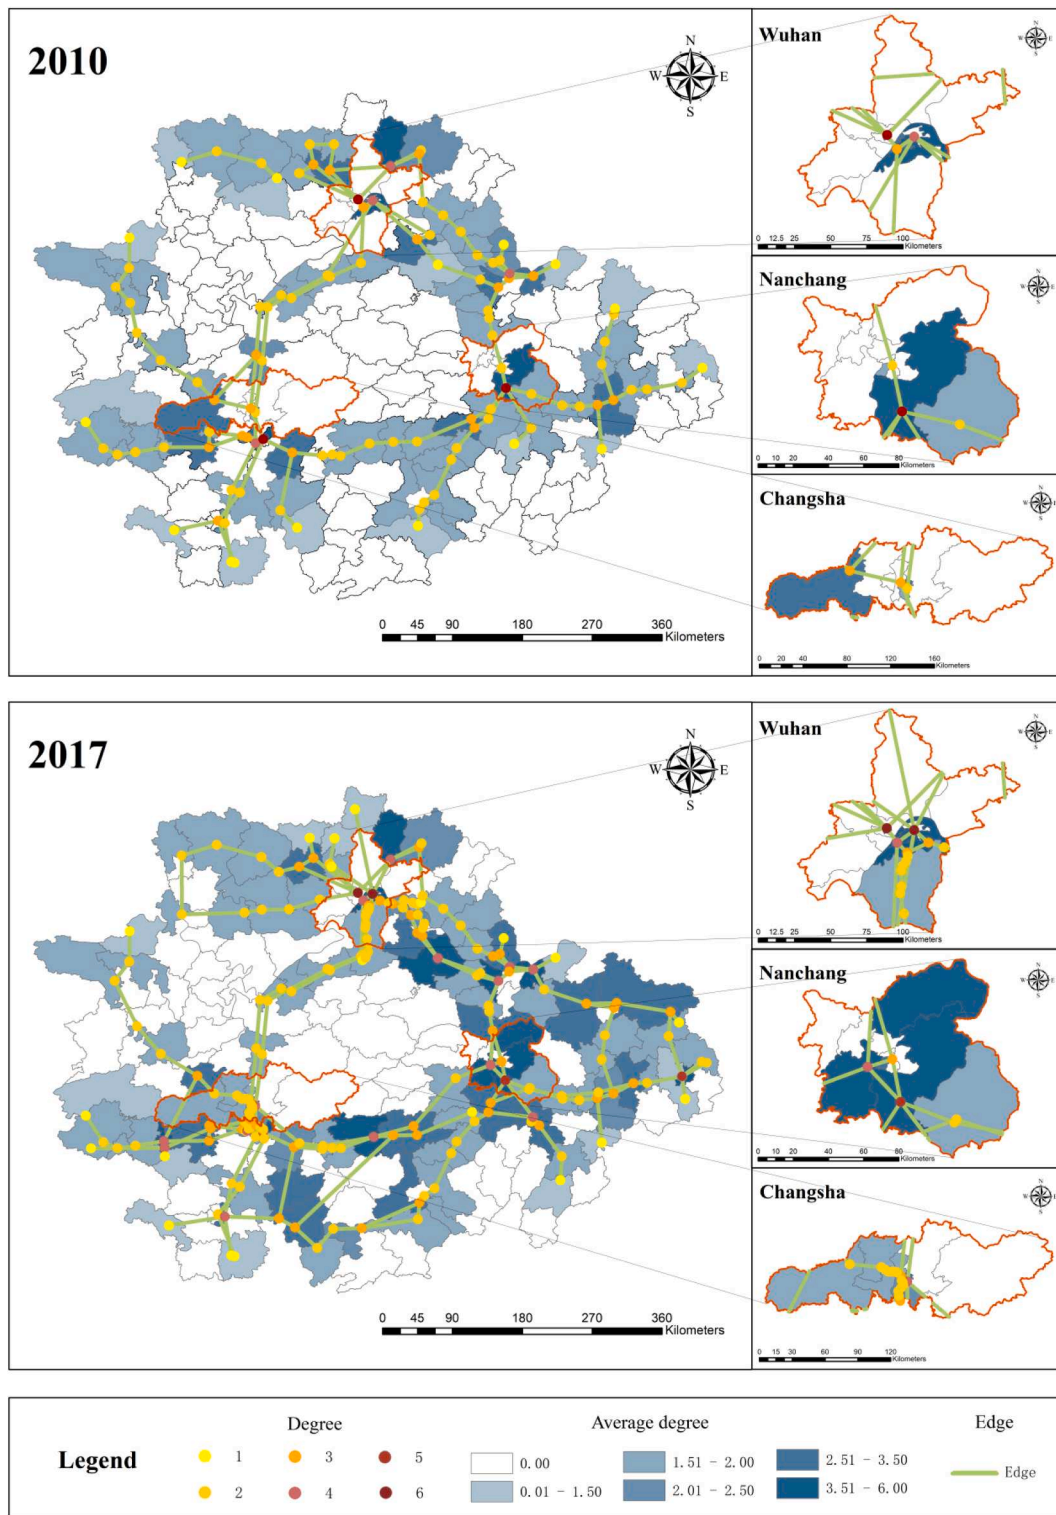 2010
N
W E
S
0 45 90 180 270 360
Kilometers
Wuhan
N
W E
S
0 12.5 25 50 75 100
Kilometers
Nanchang
N
W E
S
0 10 20 40 60 80
Kilometers
Changsha
N
W E
S
0 20 40 80 120 160
Kilometers
2017
N
W E
S
0 45 90 180 270 360
Kilometers
Wuhan
N
W E
S
0 12.5 25 50 75 100
Kilometers
Nanchang
N
W E
S
0 10 20 40 60 80
Kilometers
Changsha
N
W E
S
0 15 30 60 90 120
Kilometers
Legend
Degree
1 3 5
2 4 6
Average degree
0.00 1.51 - 2.00 2.51 - 3.50
0.01 - 1.50 2.01 - 2.50 3.51 - 6.00
Edge
Edge